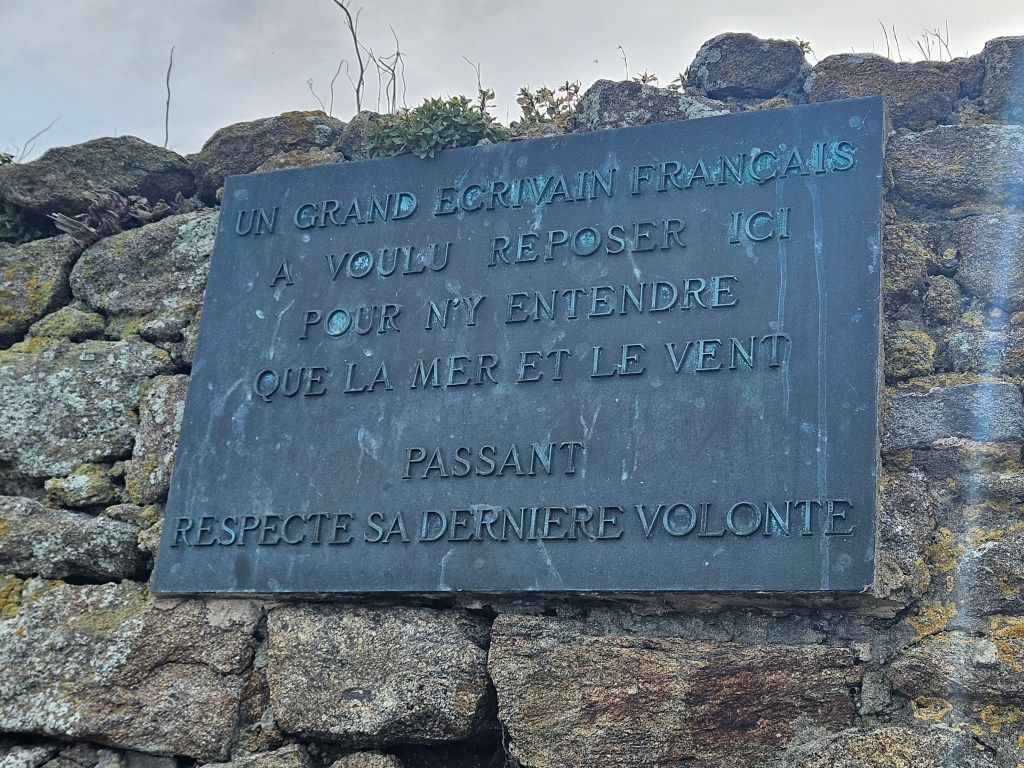 UN GRAND ECRIVAIN FRANÇAIS
A VOULU REPOSER ICI
POUR N'Y ENTENDRE
QUE LA MER ET LE VENT
PASSANT
RESPECTE SA DERNIERE VOLONTE